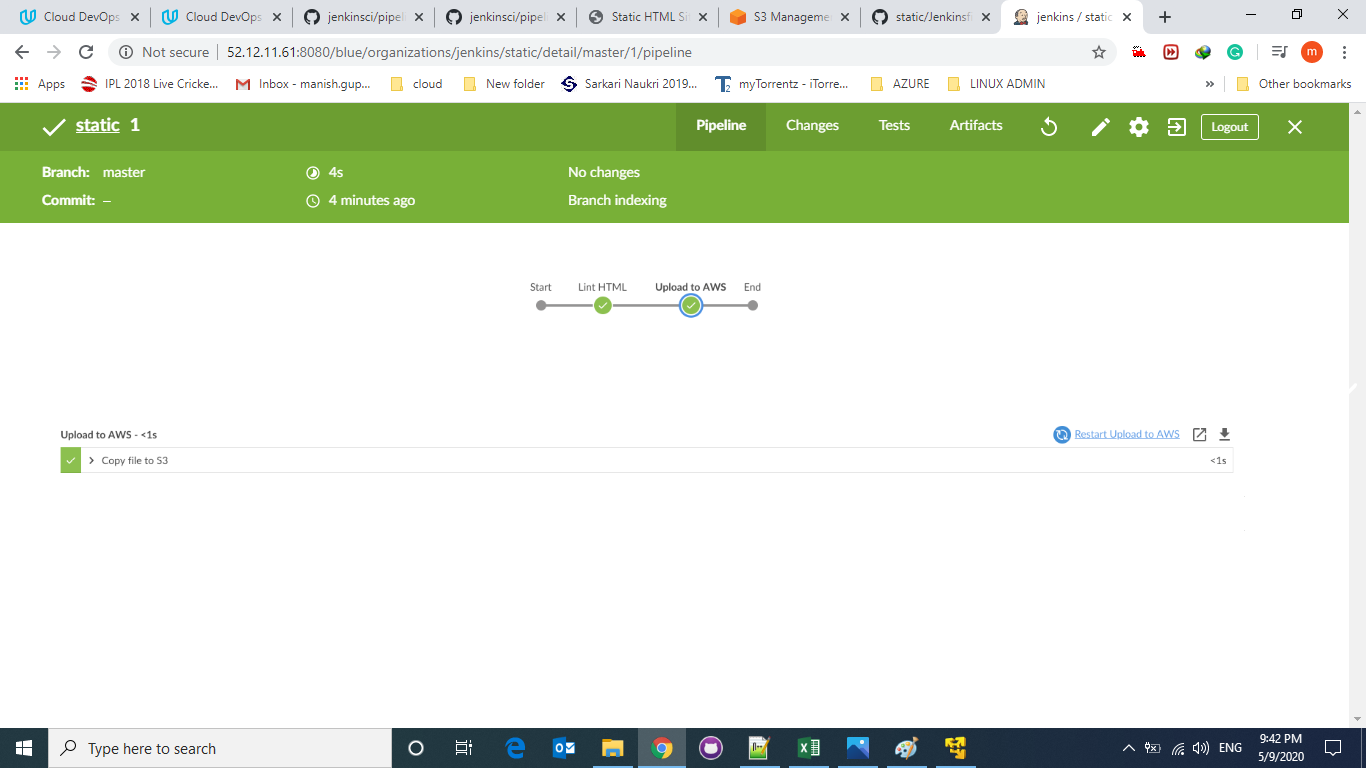 Cloud DevOps
Cloud DevOps
jenkinsci/pipel
jenkinsci/pipel
Static HTML Si
S3 Manageme
static/Jenkinsf
jenkins / static
Not secure | 52.12.11.61:8080/blue/organizations/jenkins/static/detail/master/1/pipeline
m
Apps
IPL 2018 Live Cricke...
Inbox - manish.gup...
cloud
New folder
Sarkari Naukri 2019...
myTorrentz - iTorre...
AZURE
LINUX ADMIN
»
Other bookmarks
static 1
Pipeline
Changes
Tests
Artifacts
Logout
Branch: master
4s
No changes
Commit: –
4 minutes ago
Branch indexing
Start
Lint HTML
Upload to AWS
End
Upload to AWS - <1s
Restart Upload to AWS
Copy file to S3
<1s
Type here to search
ENG
9:42 PM
5/9/2020